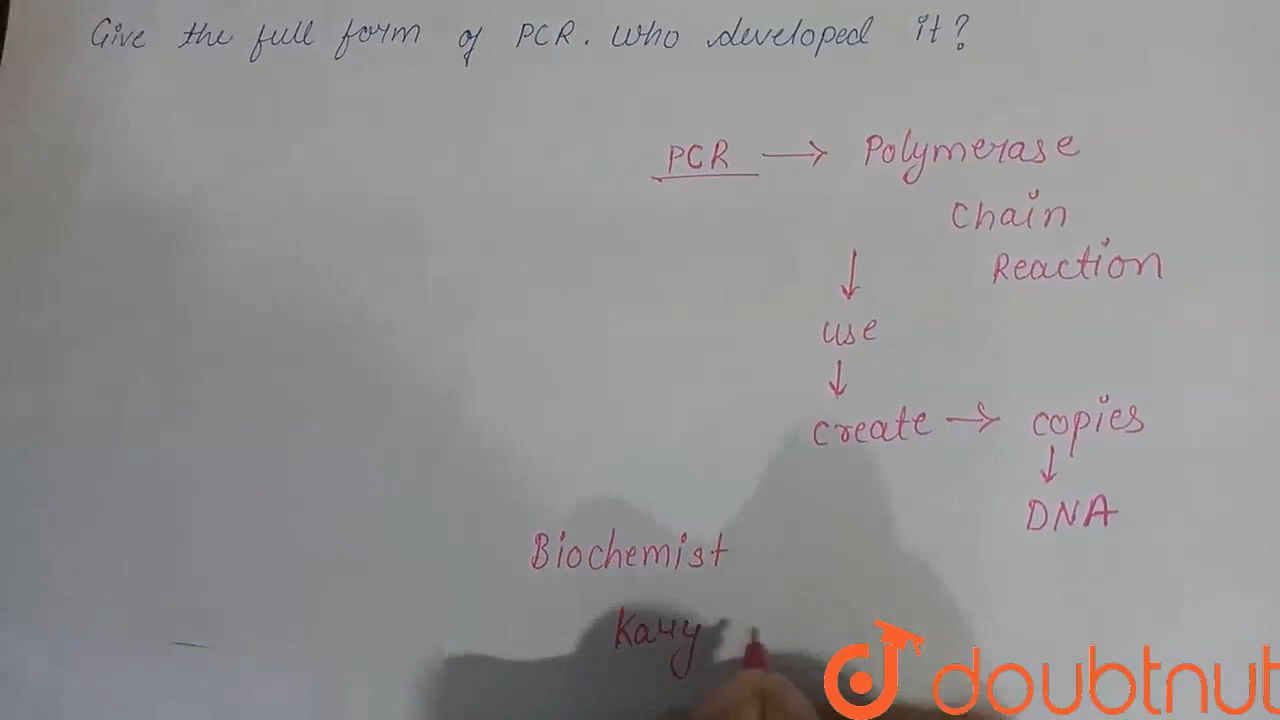 Give the full form of PCR. Who developed it?
PCR → Polymerase
Chain
Reaction
↓
use
↓
create → copies
↓
DNA
Biochemist
Kary
doubtnut